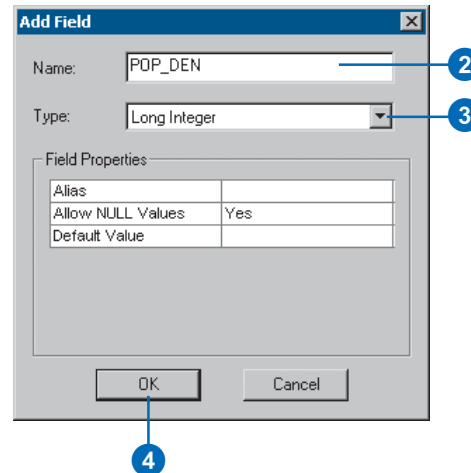 Add Field
Name: POP_DEN 2
Type: Long Integer 3
Field Properties
Alias
Allow NULL Values Yes
Default Value
OK Cancel
4